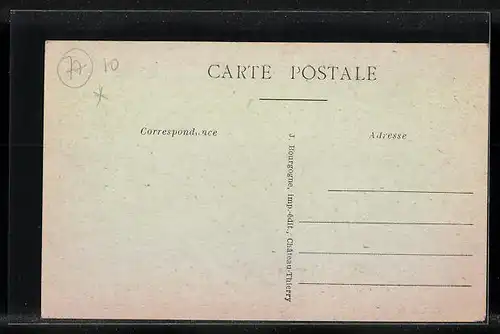 77 10
CARTE POSTALE
Correspondance
Adresse
J. Bourgogne, imp.-édit., Château-Thierry